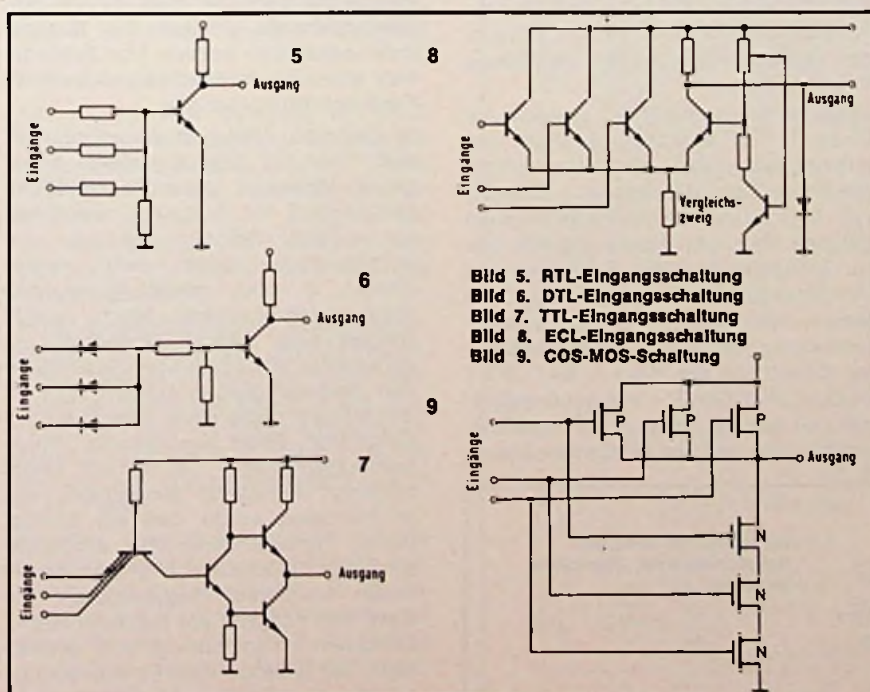 5
Ausgang
Eingänge
6
Ausgang
Eingänge
7
Ausgang
Eingänge
8
Ausgang
Eingänge
Vergleichs-
zweig
Bild 5. RTL-Eingangsschaltung
Bild 6. DTL-Eingangsschaltung
Bild 7. TTL-Eingangsschaltung
Bild 8. ECL-Eingangsschaltung
Bild 9. COS-MOS-Schaltung
9
P
P
P
Eingänge
Ausgang
N
N
N